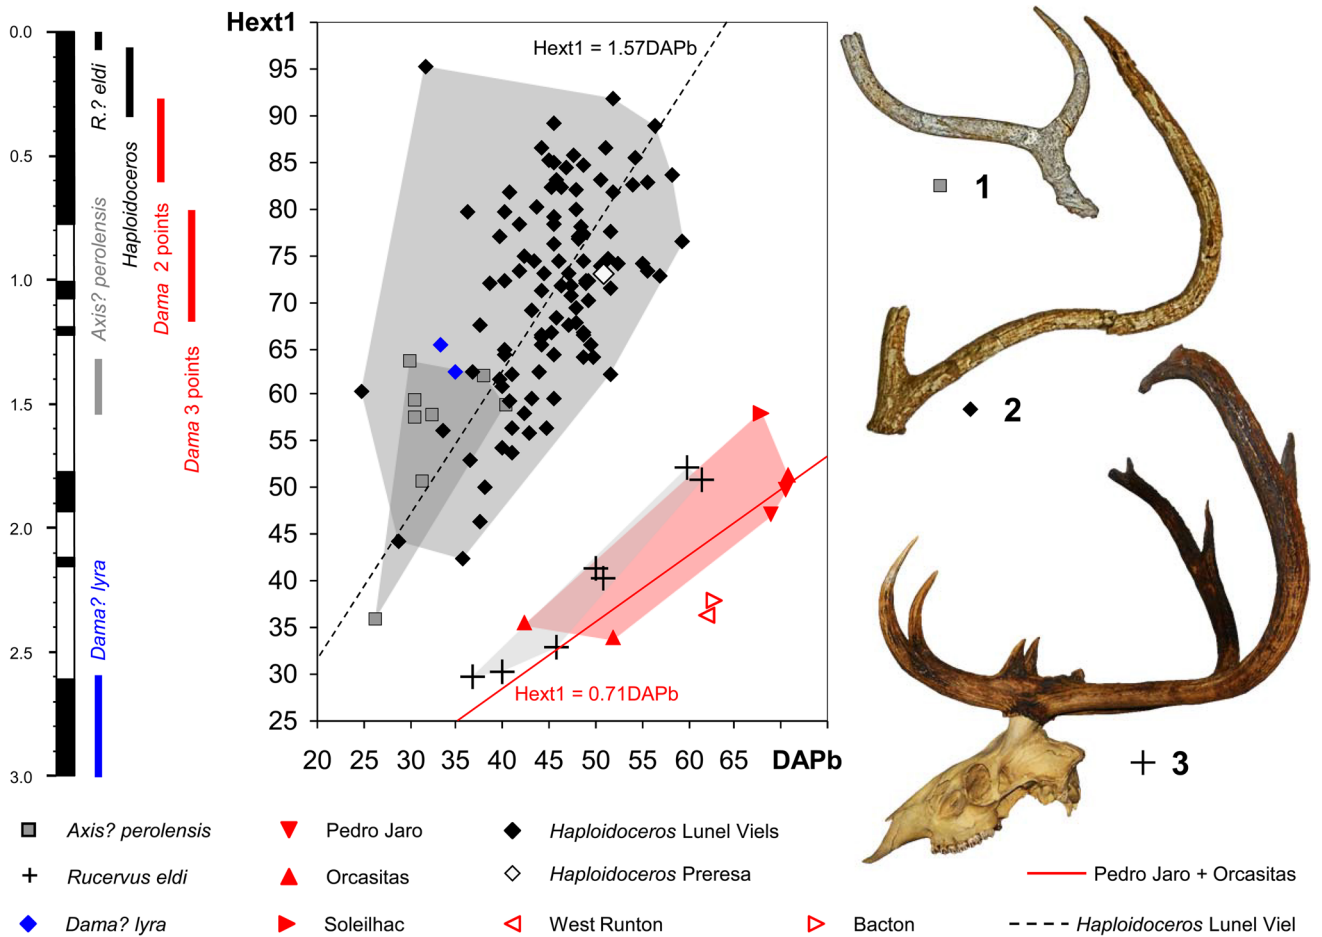 Hext1
0.0
0.5
1.0
1.5
2.0
2.5
3.0
R.? eldi
Haploidoceros
Axis? perolensis
Dama 2 points
Dama 3 points
Dama? lyra
95
90
85
80
75
70
65
60
55
50
45
40
35
30
25
Hext1 = 1.57DAPb
Hext1 = 0.71DAPb
20 25 30 35 40 45 50 55 60 65 DAPb
1
2
3
Axis? perolensis
Pedro Jaro
Haploidoceros Lunel Viels
Rucervus eldi
Orcasitas
Haploidoceros Preresa
Pedro Jaro + Orcasitas
Dama? lyra
Soleilhac
West Runton
Bacton
Haploidoceros Lunel Viel